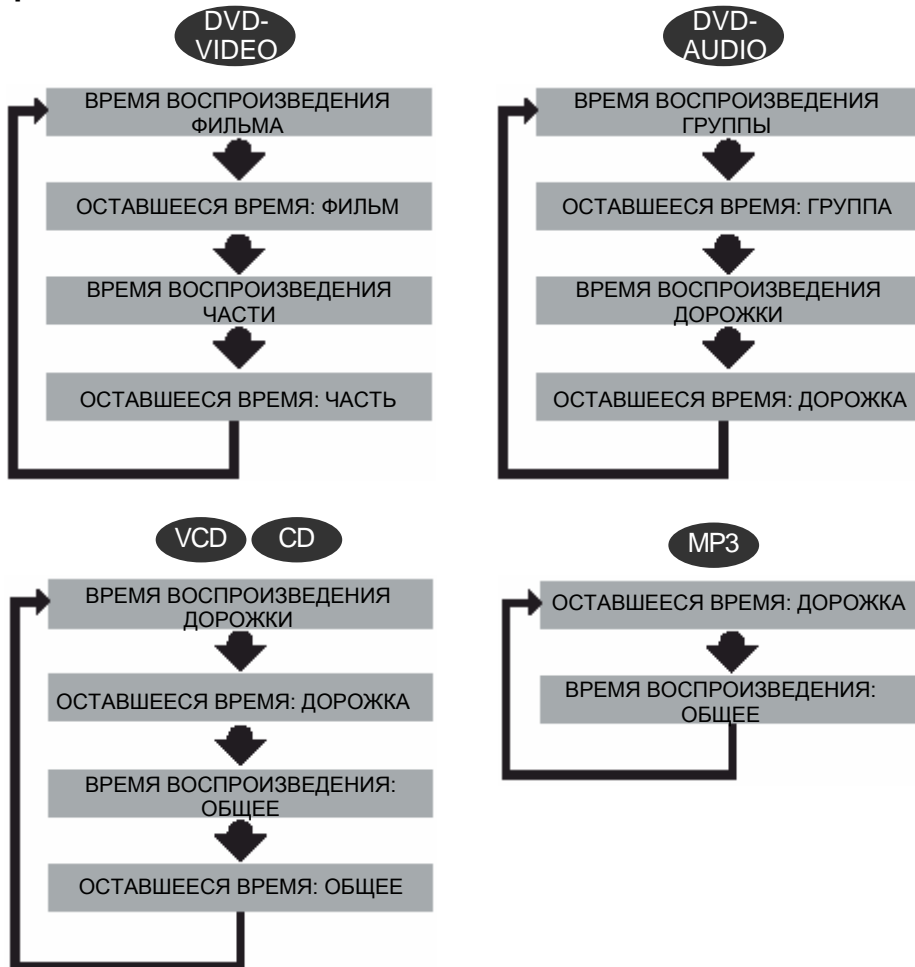 DVD-
VIDEO
ВРЕМЯ ВОСПРОИЗВЕДЕНИЯ
ФИЛЬМА
ОСТАВШЕЕСЯ ВРЕМЯ: ФИЛЬМ
ВРЕМЯ ВОСПРОИЗВЕДЕНИЯ
ЧАСТИ
ОСТАВШЕЕСЯ ВРЕМЯ: ЧАСТЬ
DVD-
AUDIO
ВРЕМЯ ВОСПРОИЗВЕДЕНИЯ
ГРУППЫ
ОСТАВШЕЕСЯ ВРЕМЯ: ГРУППА
ВРЕМЯ ВОСПРОИЗВЕДЕНИЯ
ДОРОЖКИ
ОСТАВШЕЕСЯ ВРЕМЯ: ДОРОЖКА
VCD CD
ВРЕМЯ ВОСПРОИЗВЕДЕНИЯ
ДОРОЖКИ
ОСТАВШЕЕСЯ ВРЕМЯ: ДОРОЖКА
ВРЕМЯ ВОСПРОИЗВЕДЕНИЯ:
ОБЩЕЕ
ОСТАВШЕЕСЯ ВРЕМЯ: ОБЩЕЕ
MP3
ОСТАВШЕЕСЯ ВРЕМЯ: ДОРОЖКА
ВРЕМЯ ВОСПРОИЗВЕДЕНИЯ:
ОБЩЕЕ